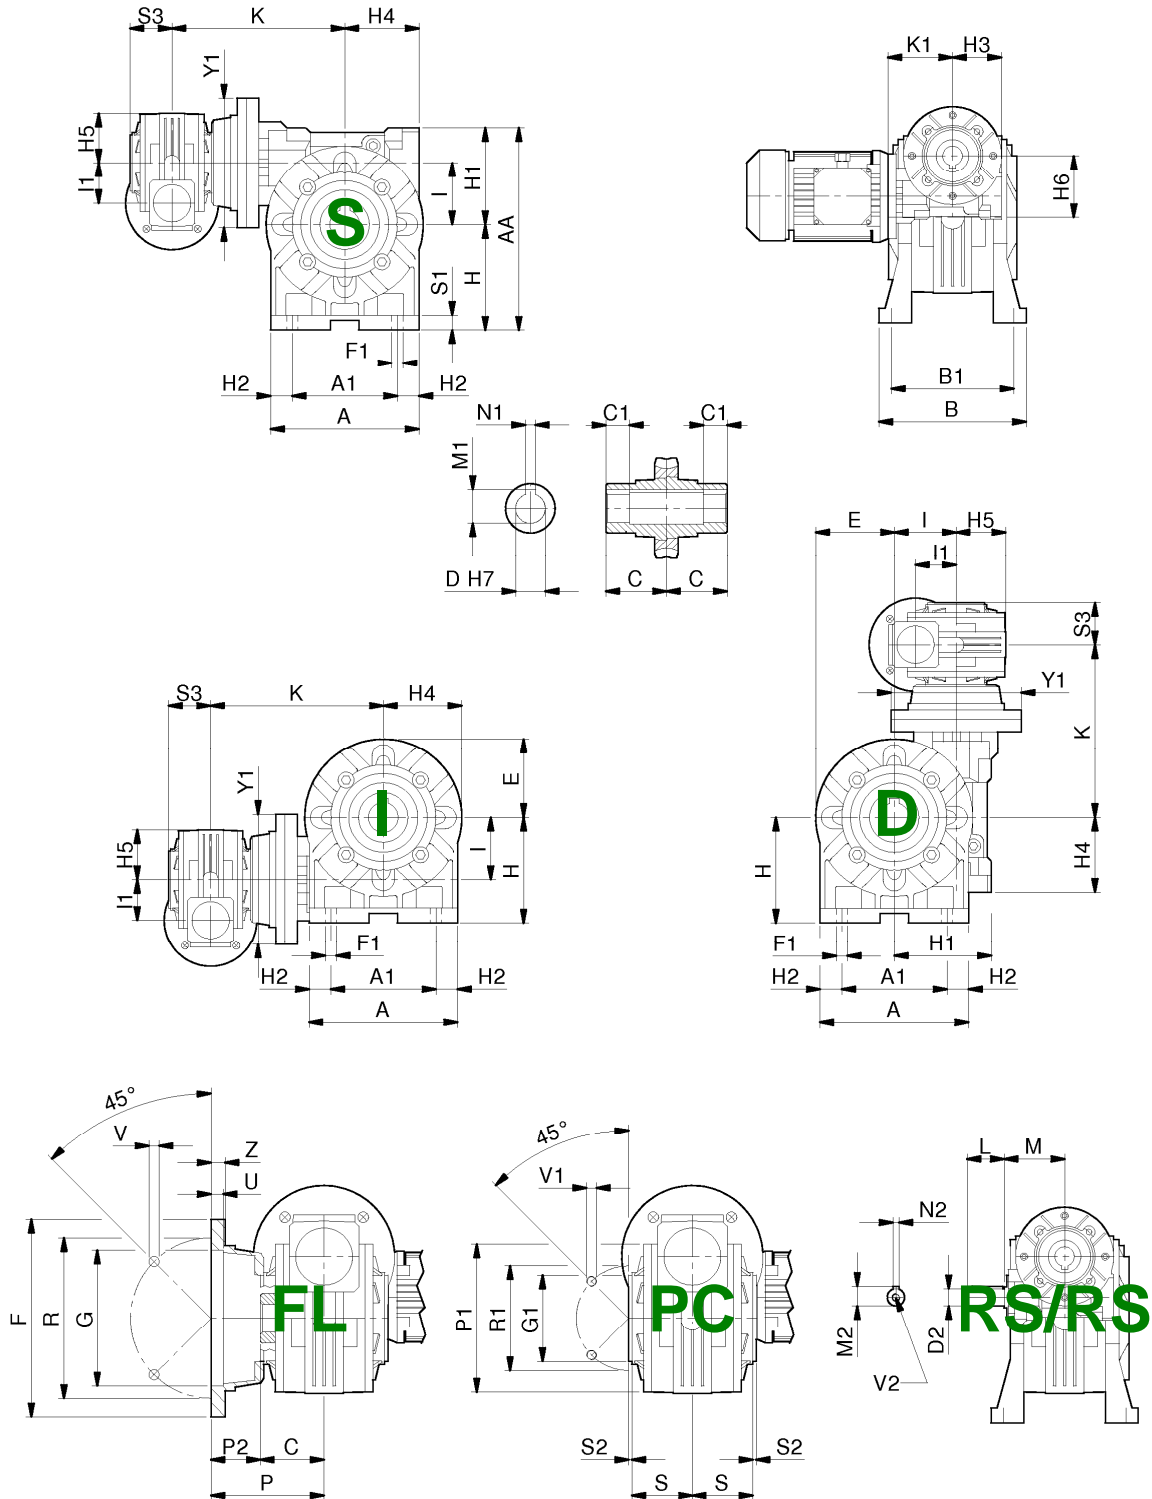 S3 K H4
Y1
H5
I1
S
I
H1
AA
H
S1
F1
H2 A1 H2
A
K1 H3
H6
B1
B
N1
M1
D H7
C1 C1
C C
E I H5
I1
S3
Y1
K
D
H
H4
F1 H1
H2 A1 H2
A
S3 K H4
Y1
E
H5
I1
I
I
H
F1
H2 A1 H2
A
45°
V
Z
U
F
R
G
FL
P2 C
P
45°
V1
P1
R1
G1
PC
S2 S2
S S
L M
N2
M2
D2
V2
RS/RS